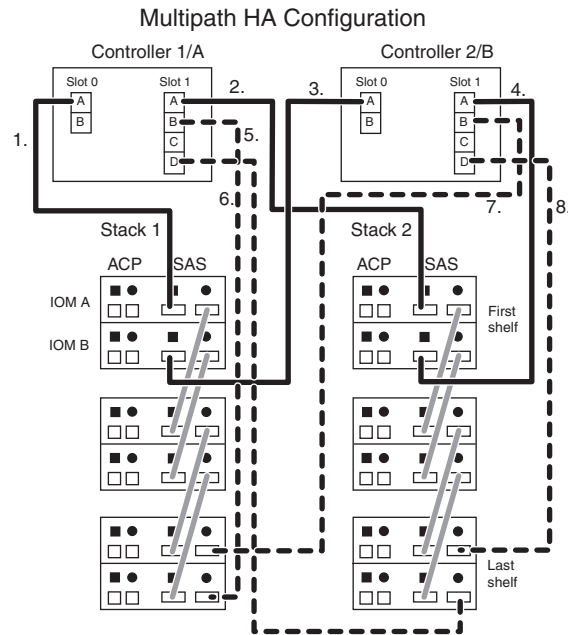 Multipath HA Configuration
Controller 1/A
Controller 2/B
Slot 0
Slot 1
2.
3.
Slot 0
Slot 1
4.
A
A
A
A
B
B
B
B
1.
5.
C
C
D
D
6.
7.
8.
Stack 1
Stack 2
ACP
SAS
ACP
SAS
IOM A
First
shelf
IOM B
Last
shelf